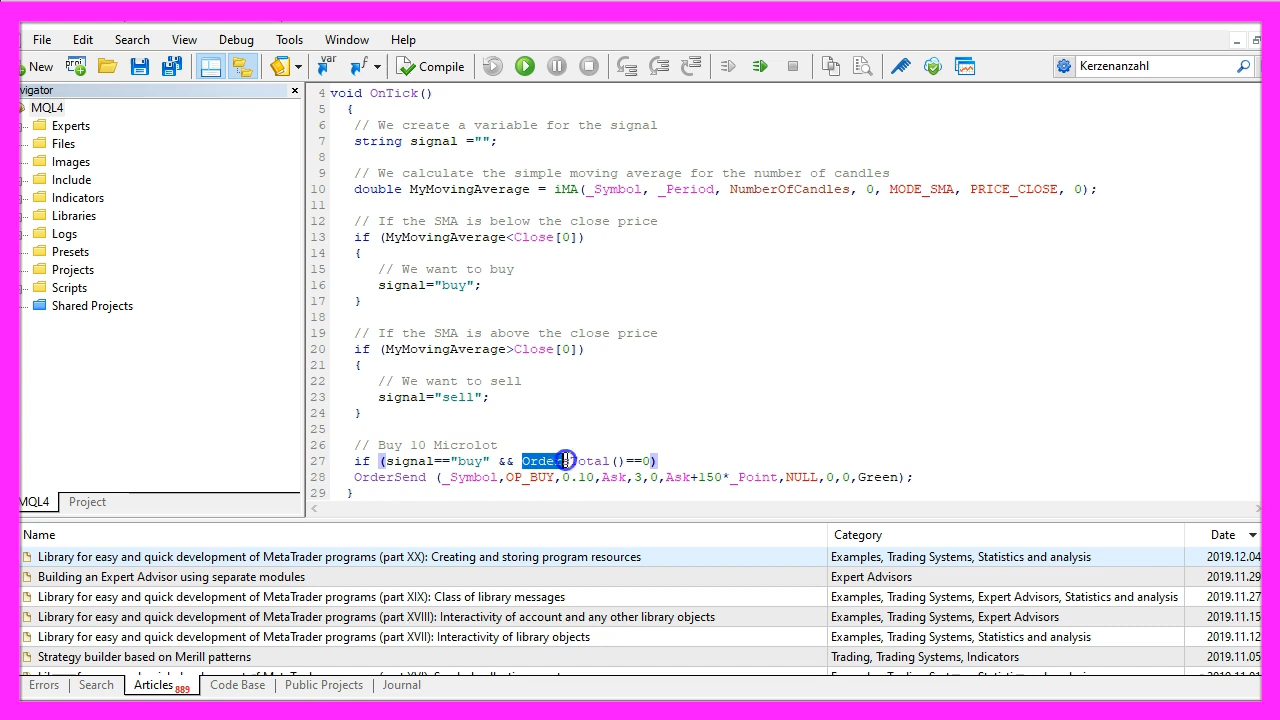 File Edit Search View Debug Tools Window Help
New var Compile Kerzenanzahl
vigator
MQL4
Experts
Files
Images
Include
Indicators
Libraries
Logs
Presets
Projects
Scripts
Shared Projects
MQL4 Project
4 void OnTick()
5 {
6 // We create a variable for the signal
7 string signal ="";
8
9 // We calculate the simple moving average for the number of candles
10 double MyMovingAverage = iMA(_Symbol, _Period, NumberOfCandles, 0, MODE_SMA, PRICE_CLOSE, 0);
11
12 // If the SMA is below the close price
13 if (MyMovingAverage<Close[0])
14 {
15 // We want to buy
16 signal="buy";
17 }
18
19 // If the SMA is above the close price
20 if (MyMovingAverage>Close[0])
21 {
22 // We want to sell
23 signal="sell";
24 }
25
26 // Buy 10 Microlot
27 if (signal=="buy" && OrdersTotal()==0)
28 OrderSend (_Symbol,OP_BUY,0.10,Ask,3,0,Ask+150*_Point,NULL,0,0,Green);
29 }
Name Category Date
Library for easy and quick development of MetaTrader programs (part XX): Creating and storing program resources Examples, Trading Systems, Statistics and analysis 2019.12.04
Building an Expert Advisor using separate modules Expert Advisors 2019.11.29
Library for easy and quick development of MetaTrader programs (part XIX): Class of library messages Examples, Trading Systems, Expert Advisors, Statistics and analysis 2019.11.27
Library for easy and quick development of MetaTrader programs (part XVIII): Interactivity of account and any other library objects Examples, Trading Systems, Expert Advisors 2019.11.15
Library for easy and quick development of MetaTrader programs (part XVII): Interactivity of library objects Examples, Trading Systems, Expert Advisors 2019.11.12
Strategy builder based on Merill patterns Trading, Trading Systems, Indicators 2019.11.05
Errors Search Articles 889 Code Base Public Projects Journal